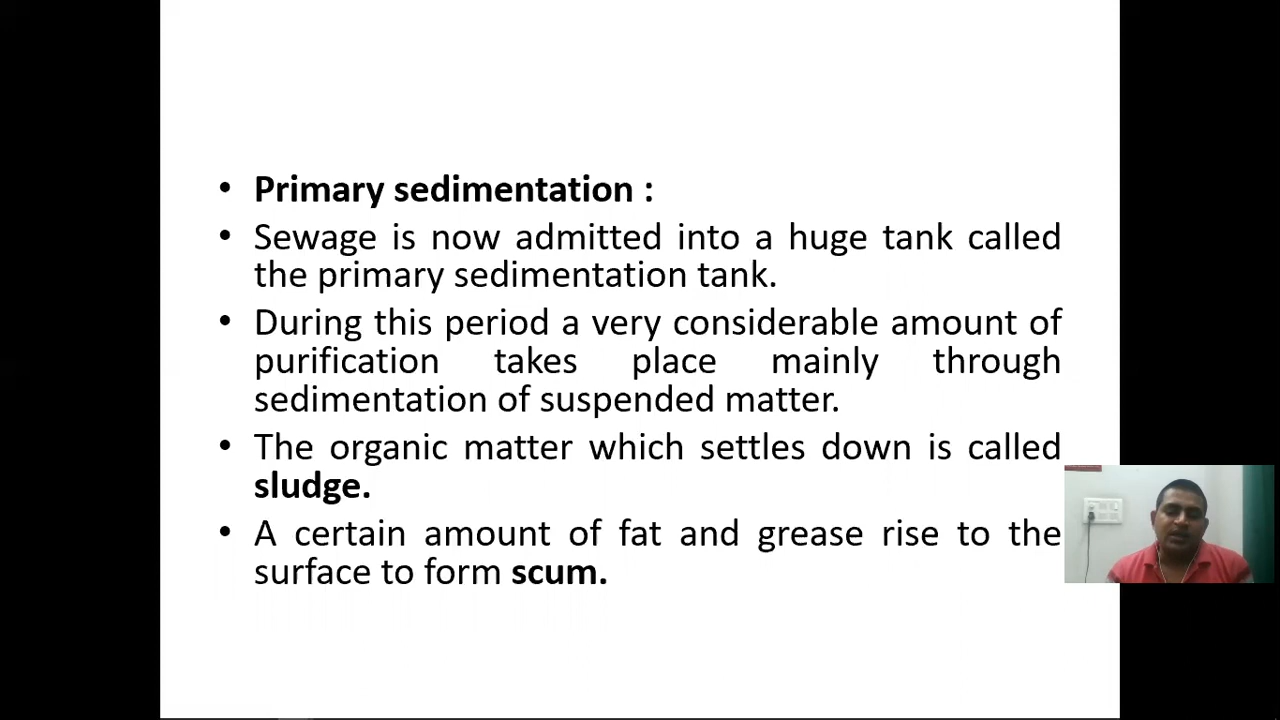 • Primary sedimentation :
• Sewage is now admitted into a huge tank called
the primary sedimentation tank.
• During this period a very considerable amount of
purification takes place mainly through
sedimentation of suspended matter.
• The organic matter which settles down is called
sludge.
• A certain amount of fat and grease rise to the
surface to form scum.